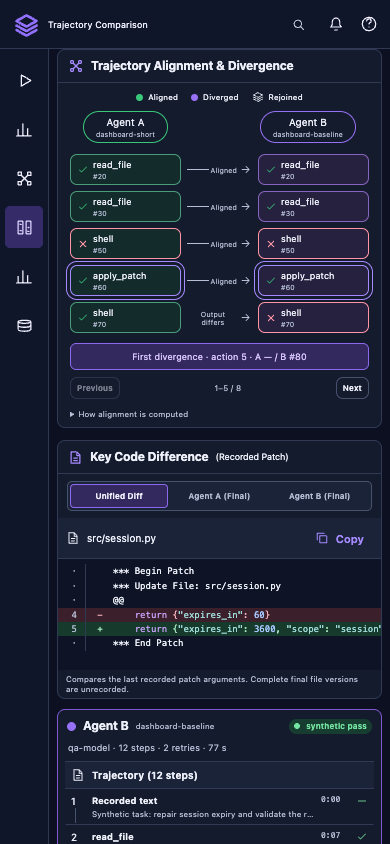 Trajectory Comparison
Trajectory Alignment & Divergence
Aligned Diverged Rejoined
Agent A
dashboard-short
Agent B
dashboard-baseline
read_file
#20
Aligned
read_file
#20
read_file
#30
Aligned
read_file
#30
shell
#50
Aligned
shell
#50
apply_patch
#60
Aligned
apply_patch
#60
shell
#70
Output
differs
shell
#70
First divergence · action 5 · A — / B #80
Previous 1–5 / 8 Next
How alignment is computed
Key Code Difference (Recorded Patch)
Unified Diff Agent A (Final) Agent B (Final)
src/session.py Copy
· *** Begin Patch
· *** Update File: src/session.py
· @@
4 − return {"expires_in": 60}
5 + return {"expires_in": 3600, "scope": "session"
· *** End Patch
Compares the last recorded patch arguments. Complete final file versions
are unrecorded.
Agent B dashboard-baseline synthetic pass
qa-model · 12 steps · 2 retries · 77 s
Trajectory (12 steps)
1 Recorded text 0:00 —
Synthetic task: repair session expiry and validate the r...
2 read_file 0:07